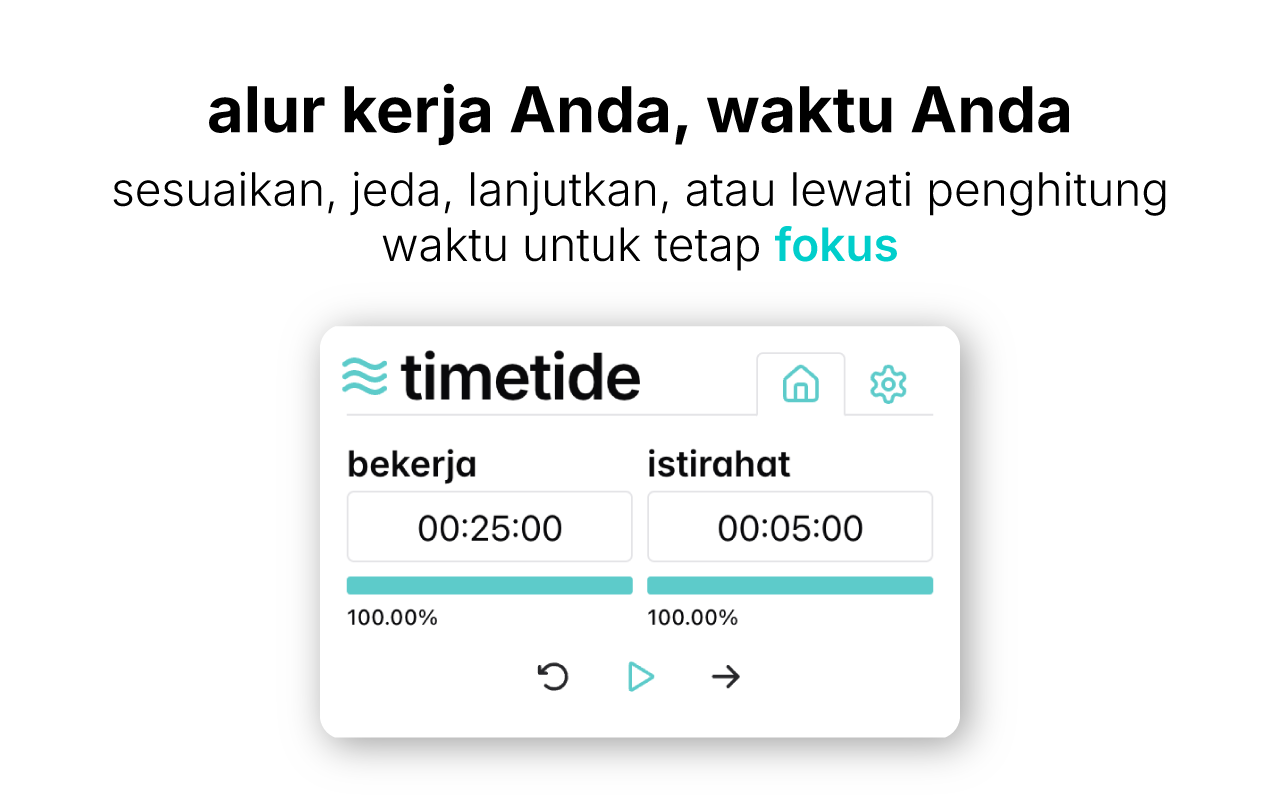 alur kerja Anda, waktu Anda
sesuaikan, jeda, lanjutkan, atau lewati penghitung
waktu untuk tetap fokus
timetide
bekerja
istirahat
00:25:00
00:05:00
100.00%
100.00%